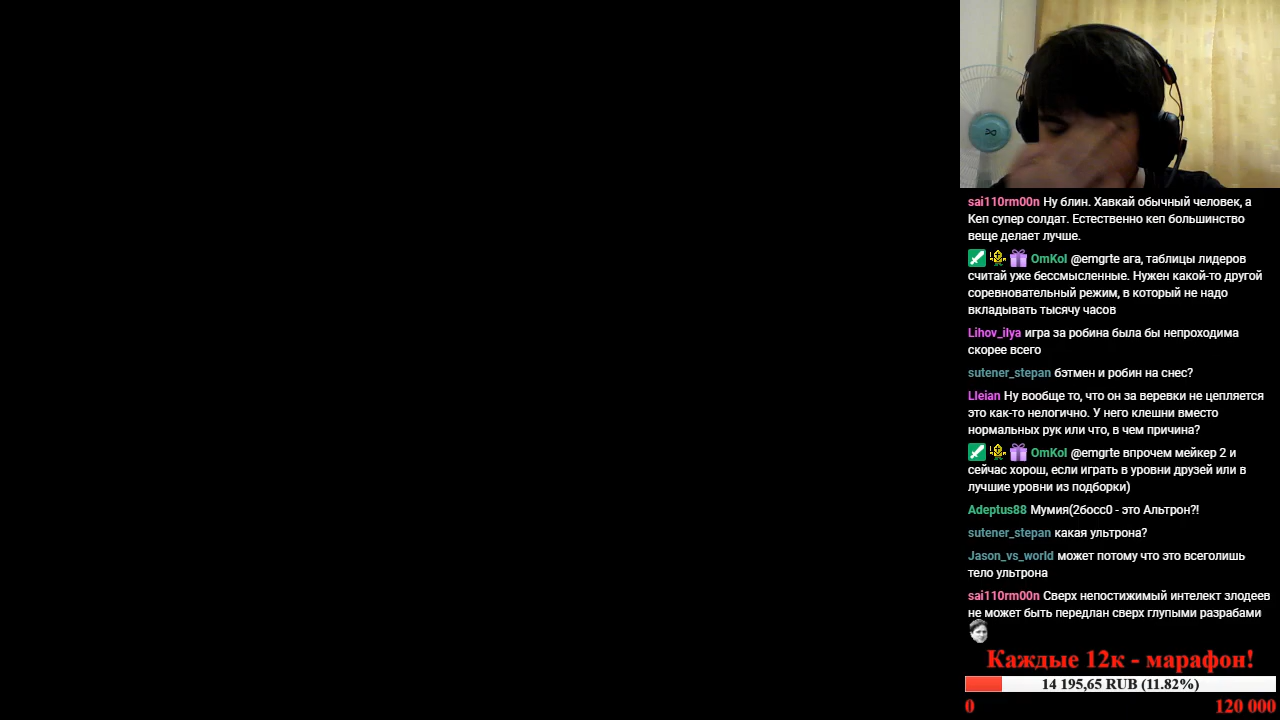 sai110rm00n Ну блин. Хавкай обычный человек, а
Кеп супер солдат. Естественно кеп большинство
веще делает лучше.
OmKol @emgrte ага, таблицы лидеров
считай уже бессмысленные. Нужен какой-то другой
соревновательный режим, в который не надо
вкладывать тысячу часов
Lihov_ilya игра за робина была бы непроходима
скорее всего
sutener_stepan бэтмен и робин на снес?
Lleian Ну вообще то, что он за веревки не цепляется
это как-то нелогично. У него клешни вместо
нормальных рук или что, в чем причина?
OmKol @emgrte впрочем мейкер 2 и
сейчас хорош, если играть в уровни друзей или в
лучшие уровни из подборки)
Adeptus88 Мумия(2босс0 - это Альтрон?!
sutener_stepan какая ультрона?
Jason_vs_world может потому что это всеголишь
тело ультрона
sai110rm00n Сверх непостижимый интелект злодеев
не может быть передлан сверх глупыми разрабами
Каждые 12к - марафон!
14 195,65 RUB (11.82%)
0 120 000